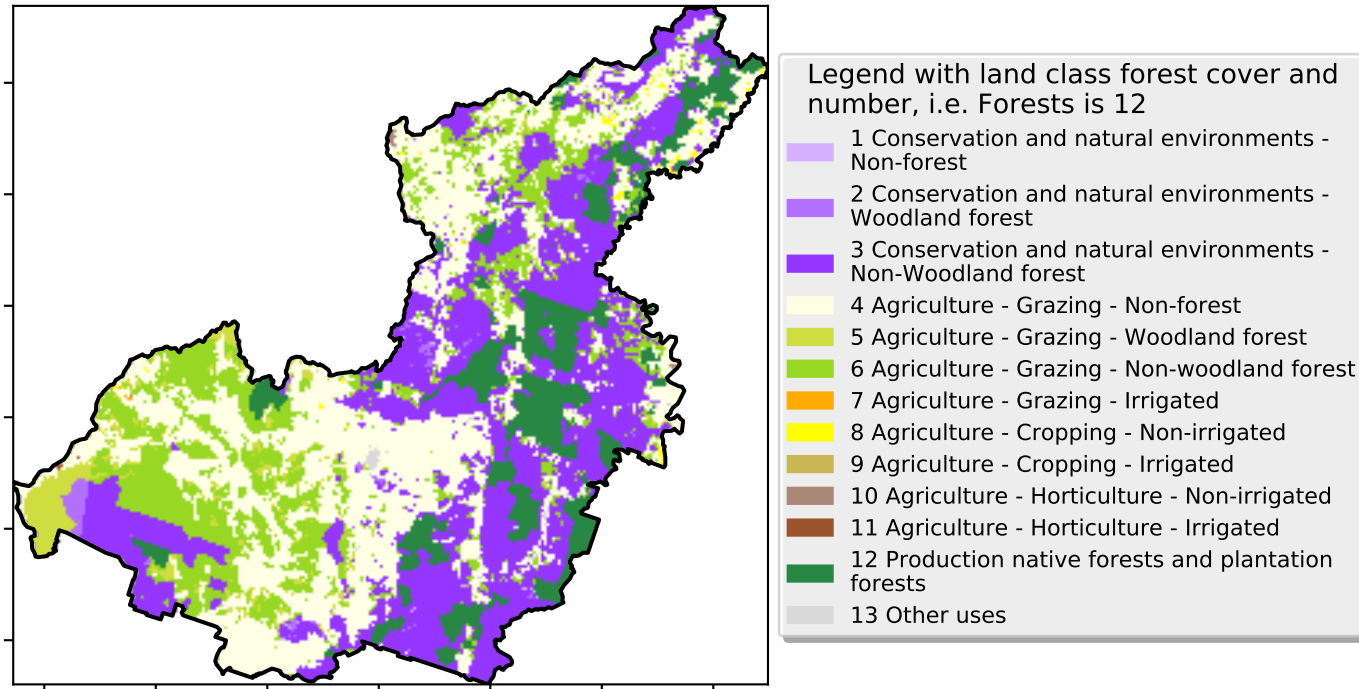 Legend with land class forest cover and
number, i.e. Forests is 12
1 Conservation and natural environments -
Non-forest
2 Conservation and natural environments -
Woodland forest
3 Conservation and natural environments -
Non-Woodland forest
4 Agriculture - Grazing - Non-forest
5 Agriculture - Grazing - Woodland forest
6 Agriculture - Grazing - Non-woodland forest
7 Agriculture - Grazing - Irrigated
8 Agriculture - Cropping - Non-irrigated
9 Agriculture - Cropping - Irrigated
10 Agriculture - Horticulture - Non-irrigated
11 Agriculture - Horticulture - Irrigated
12 Production native forests and plantation
forests
13 Other uses